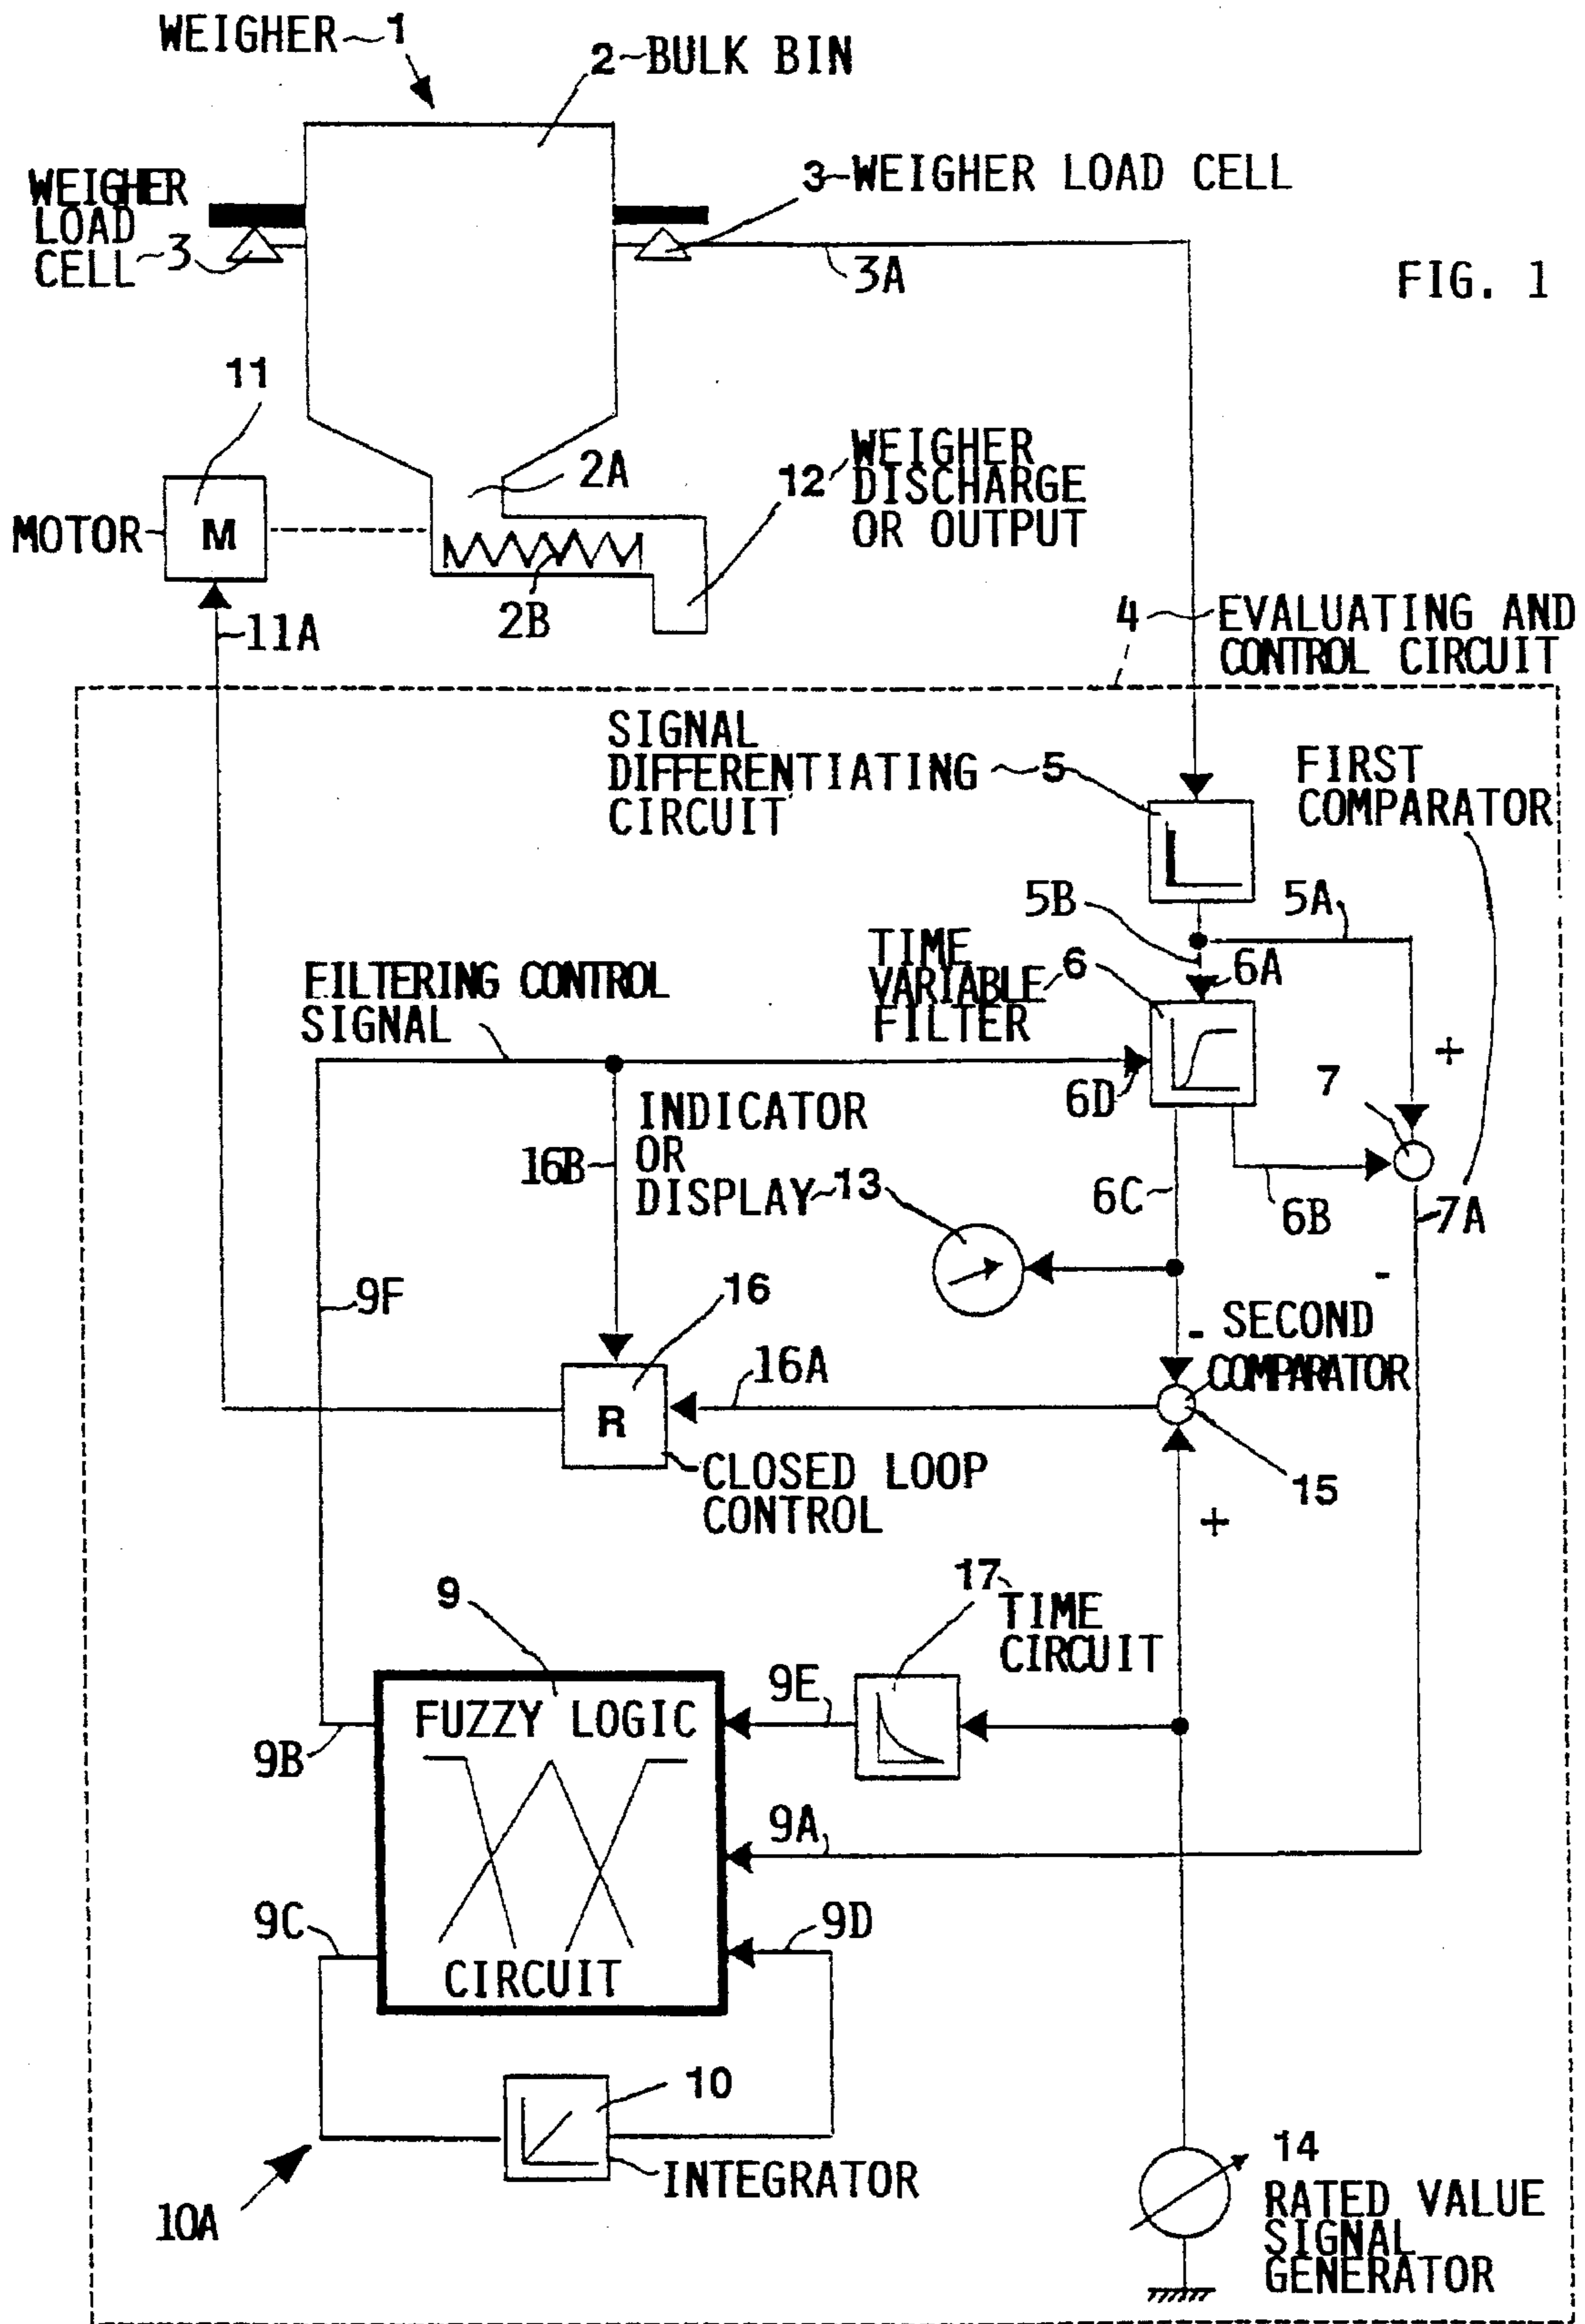 WEIGHER 1
2 BULK BIN
WEIGHER
LOAD
CELL 3
3 WEIGHER LOAD CELL
3A
FIG. 1
11
2A
12 WEIGHER
DISCHARGE
OR OUTPUT
MOTOR
M
2B
11A
4 EVALUATING AND
CONTROL CIRCUIT
SIGNAL
DIFFERENTIATING 5
CIRCUIT
FIRST
COMPARATOR
5B
5A
TIME
VARIABLE 6
FILTER
6A
FILTERING CONTROL
SIGNAL
+
7
6D
INDICATOR
OR
DISPLAY 13
16B
6C
6B
7A
-
9F
16
- SECOND
COMPARATOR
16A
R
CLOSED LOOP
CONTROL
15
+
17
TIME
CIRCUIT
9
9E
FUZZY LOGIC
9B
9A
9C
9D
CIRCUIT
10
INTEGRATOR
10A
14
RATED VALUE
SIGNAL
GENERATOR